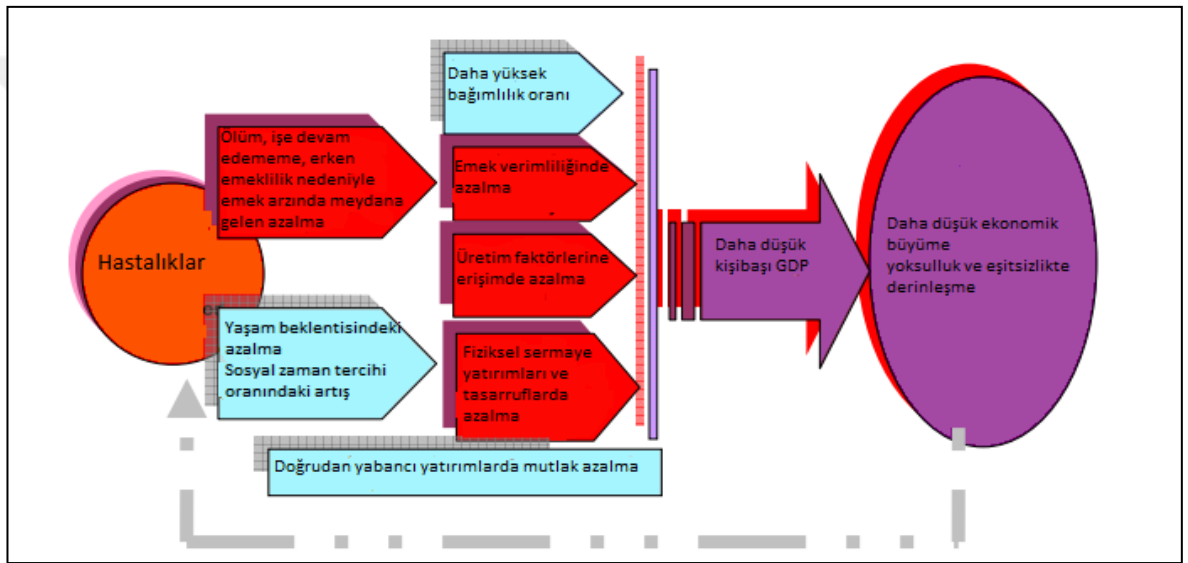 Hastalıklar
Ölüm, işe devam
edememe, erken
emeklilik nedeniyle
emek arzında meydana
gelen azalma
Yaşam beklentisindeki
azalma
Sosyal zaman tercihi
oranındaki artış
Daha yüksek
bağımlılık oranı
Emek verimliliğinde
azalma
Üretim faktörlerine
erişimde azalma
Fiziksel sermaye
yatırımları ve
tasarruflarda
azalma
Doğrudan yabancı yatırımlarda mutlak azalma
Daha düşük
kişibaşı GDP
Daha düşük ekonomik
büyüme
yoksulluk ve eşitsizlikte
derinleşme